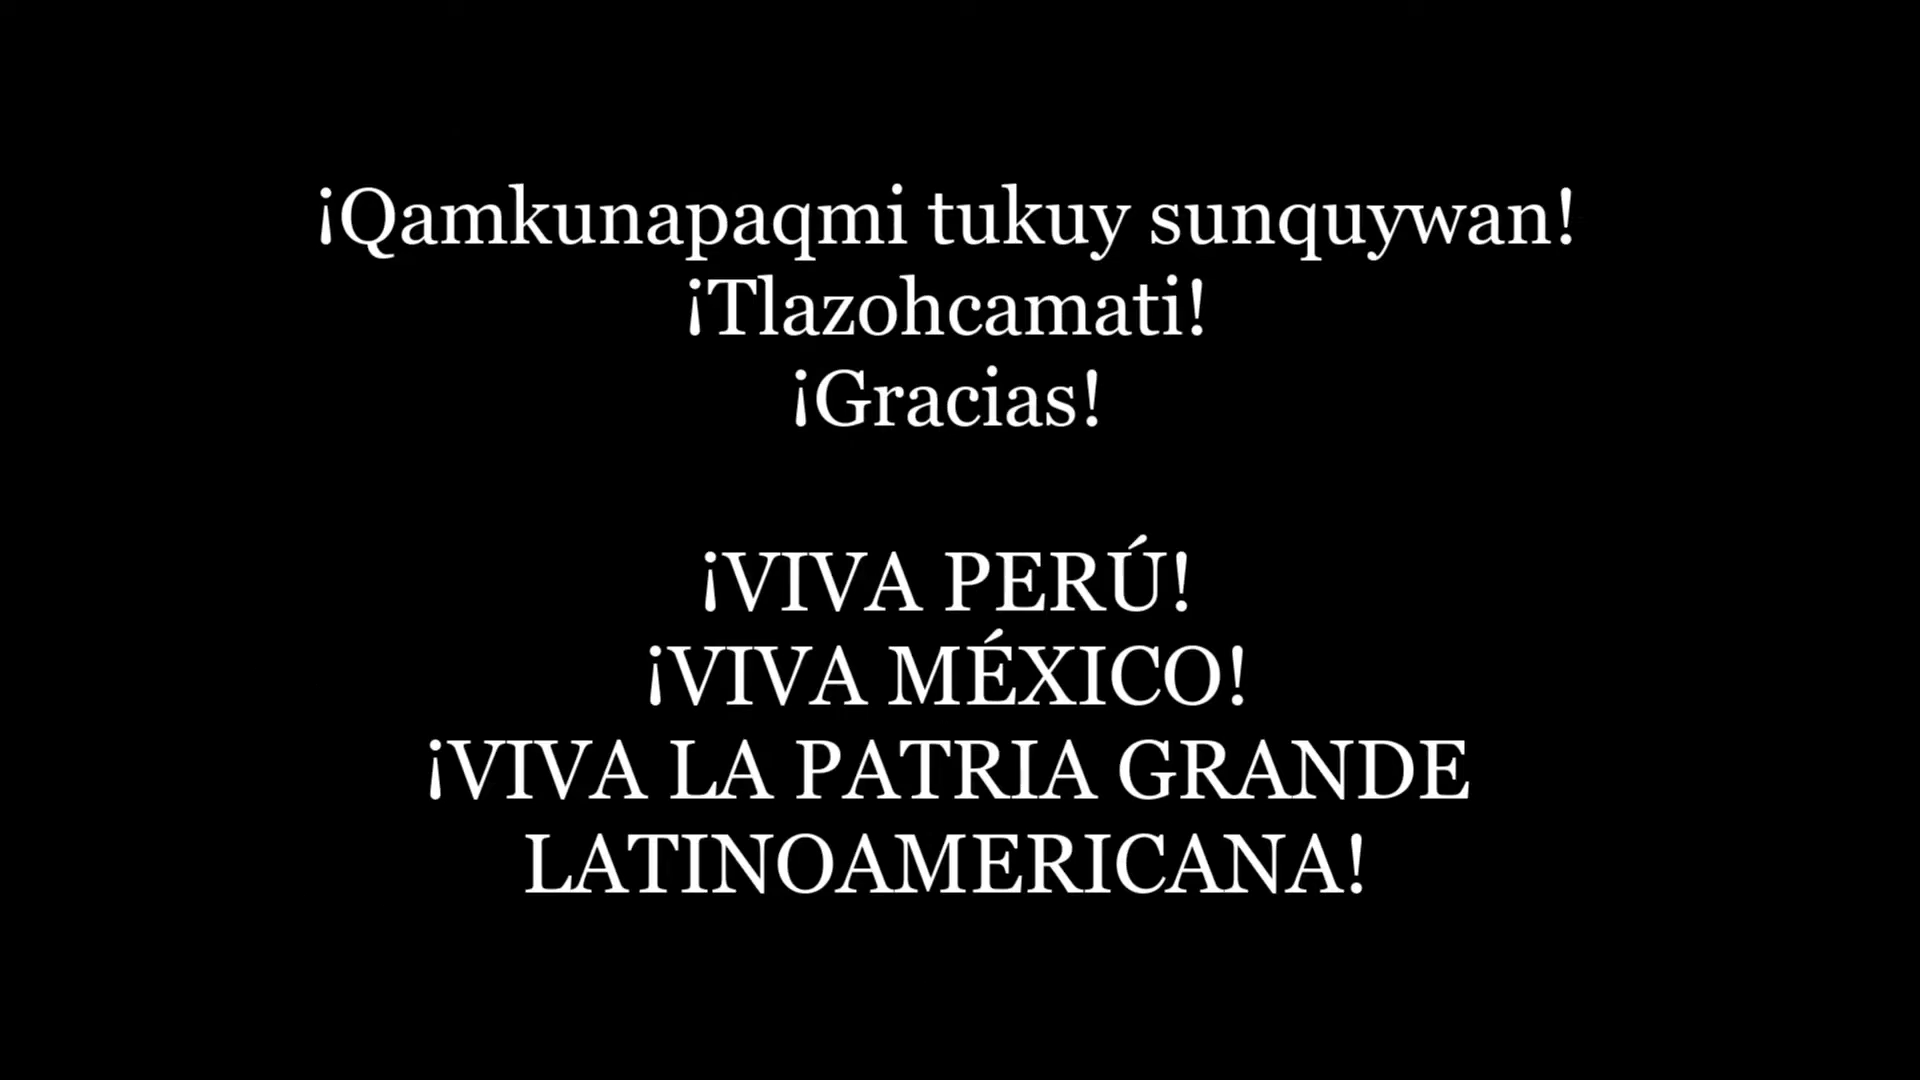 ¡Qamkunapaqmi tukuy sunquywan!
¡Tlazohcamati!
¡Gracias!
¡VIVA PERÚ!
¡VIVA MÉXICO!
¡VIVA LA PATRIA GRANDE
LATINOAMERICANA!